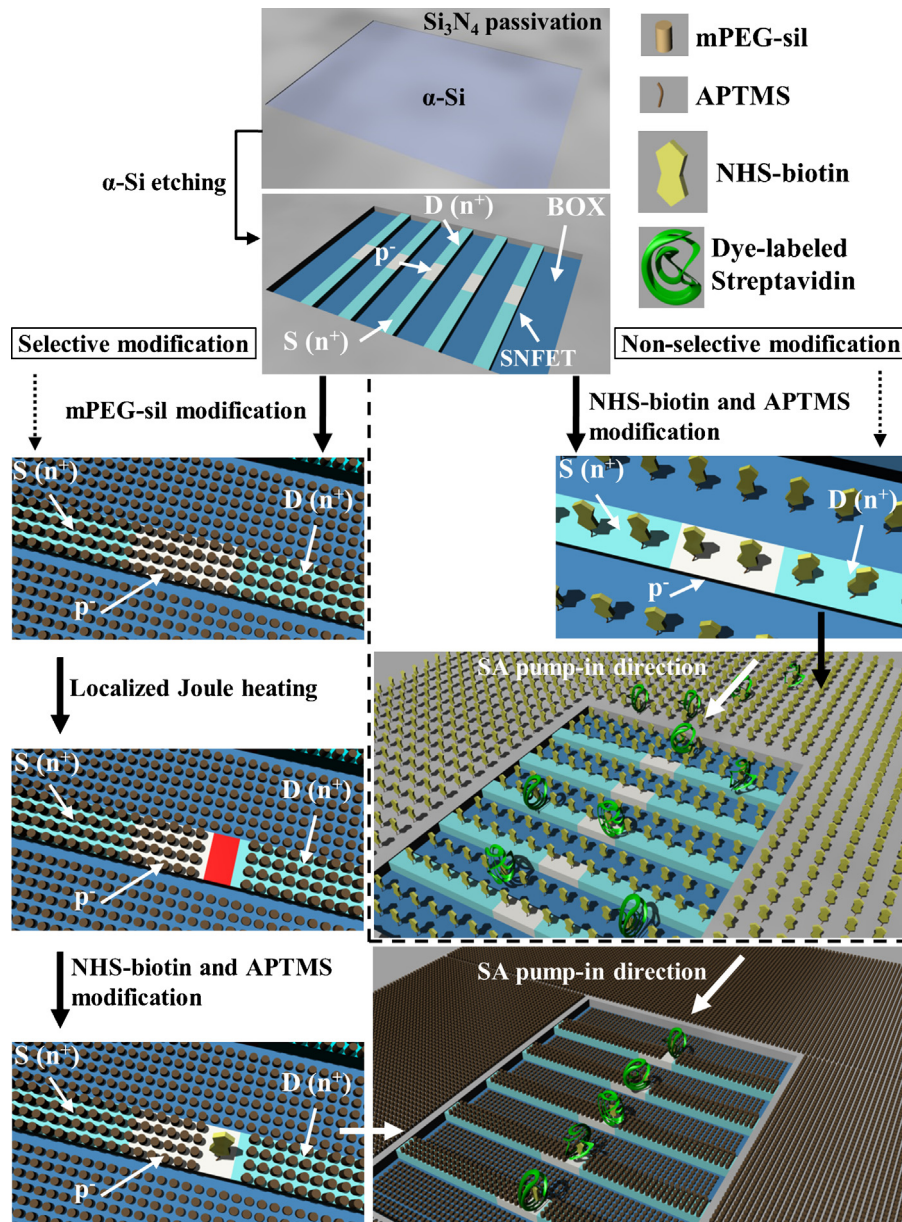 Si₃N₄ passivation
α-Si
α-Si etching
D (n⁺)
BOX
p⁻
S (n⁺)
SNFET
mPEG-sil
APTMS
NHS-biotin
Dye-labeled
Streptavidin
Selective modification
Non-selective modification
mPEG-sil modification
NHS-biotin and APTMS
modification
S (n⁺)
D (n⁺)
p⁻
S (n⁺)
D (n⁺)
p⁻
Localized Joule heating
SA pump-in direction
S (n⁺)
D (n⁺)
p⁻
NHS-biotin and APTMS
modification
SA pump-in direction
S (n⁺)
D (n⁺)
p⁻